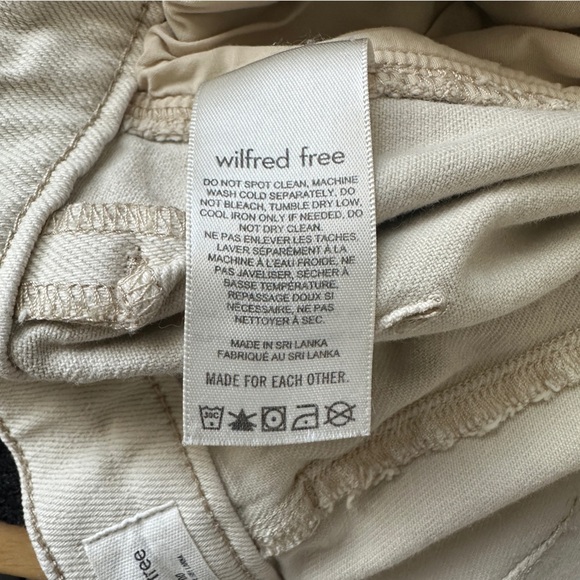 wilfred free
DO NOT SPOT CLEAN, MACHINE
WASH COLD SEPARATELY, DO
NOT BLEACH, TUMBLE DRY LOW,
COOL IRON ONLY IF NEEDED, DO
NOT DRY CLEAN.
NE PAS ENLEVER LES TACHES,
LAVER SÉPARÉMENT À LA
MACHINE À L'EAU FROIDE, NE
PAS JAVELISER, SÉCHER À
BASSE TEMPÉRATURE,
REPASSAGE DOUX SI
NÉCESSAIRE, NE PAS
NETTOYER À SEC.
MADE IN SRI LANKA
FABRIQUÉ AU SRI LANKA
MADE FOR EACH OTHER.
30C
free